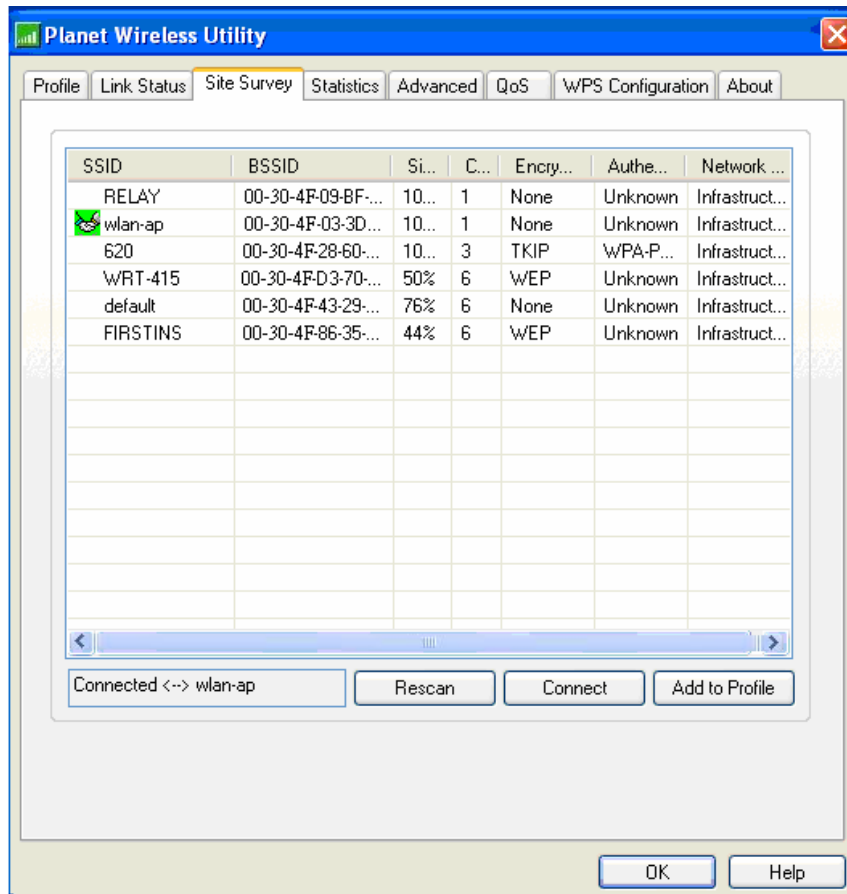 Planet Wireless Utility
Profile Link Status Site Survey Statistics Advanced QoS WPS Configuration About
SSID BSSID Si... C... Encry... Authe... Network ...
RELAY 00-30-4F-09-BF-... 10... 1 None Unknown Infrastruct...
wlan-ap 00-30-4F-03-3D... 10... 1 None Unknown Infrastruct...
620 00-30-4F-28-60-... 10... 3 TKIP WPA-P... Infrastruct...
WRT-415 00-30-4F-D3-70-... 50% 6 WEP Unknown Infrastruct...
default 00-30-4F-43-29-... 76% 6 None Unknown Infrastruct...
FIRSTINS 00-30-4F-86-35-... 44% 6 WEP Unknown Infrastruct...
Connected <--> wlan-ap Rescan Connect Add to Profile
OK Help